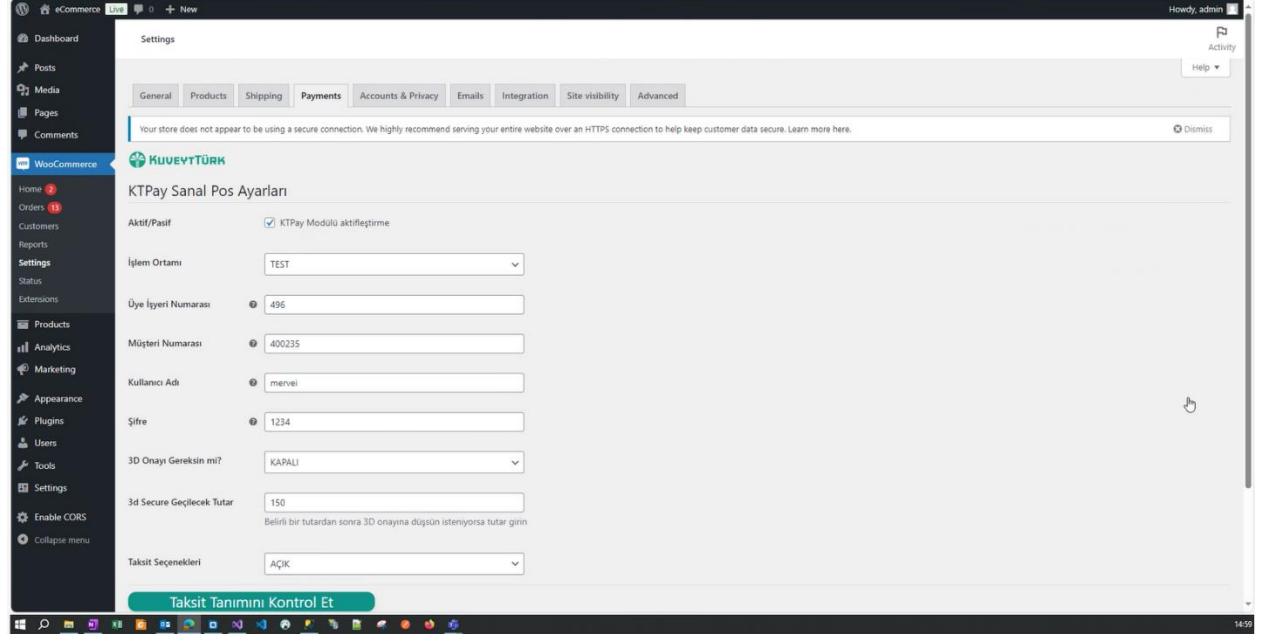 eCommerce Live 0 + New
Howdy, admin
Dashboard
Posts
Media
Pages
Comments
WooCommerce
Home 2
Orders 13
Customers
Reports
Settings
Status
Extensions
Products
Analytics
Marketing
Appearance
Plugins
Users
Tools
Settings
Enable CORS
Collapse menu
Settings
Activity
Help
General Products Shipping Payments Accounts & Privacy Emails Integration Site visibility Advanced
Your store does not appear to be using a secure connection. We highly recommend serving your entire website over an HTTPS connection to help keep customer data secure. Learn more here.
Dismiss
KUVEYTTÜRK
KTPay Sanal Pos Ayarları
Aktif/Pasif KTPay Modülü aktifleştirme
İşlem Ortamı TEST
Üye İşyeri Numarası 496
Müşteri Numarası 400235
Kullanıcı Adı mervei
Şifre 1234
3D Onayı Gereksin mi? KAPALI
3d Secure Geçilecek Tutar 150
Belirli bir tutardan sonra 3D onayına düşsün isteniyorsa tutar girin
Taksit Seçenekleri AÇIK
Taksit Tanımını Kontrol Et
14:59